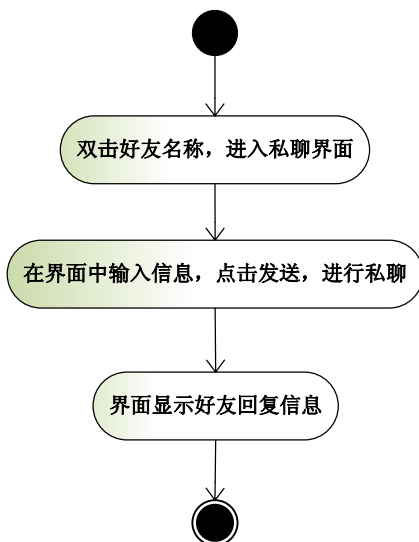 双击好友名称，进入私聊界面
在界面中输入信息，点击发送，进行私聊
界面显示好友回复信息